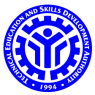 TECHNICAL EDUCATION AND SKILLS DEVELOPMENT AUTHORITY
• 1994 •